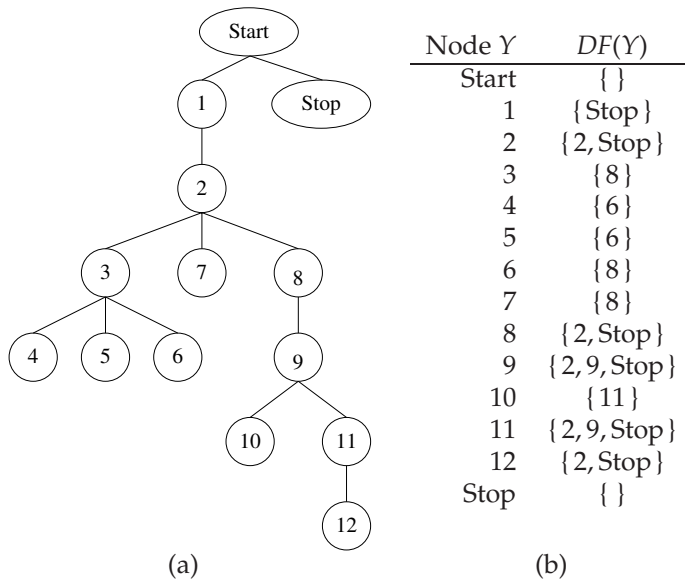 Start
1
Stop
2
3
7
8
4
5
6
9
10
11
12
(a)
Node Y DF(Y)
Start { }
1 {Stop}
2 {2, Stop}
3 {8}
4 {6}
5 {6}
6 {8}
7 {8}
8 {2, Stop}
9 {2, 9, Stop}
10 {11}
11 {2, 9, Stop}
12 {2, Stop}
Stop { }
(b)